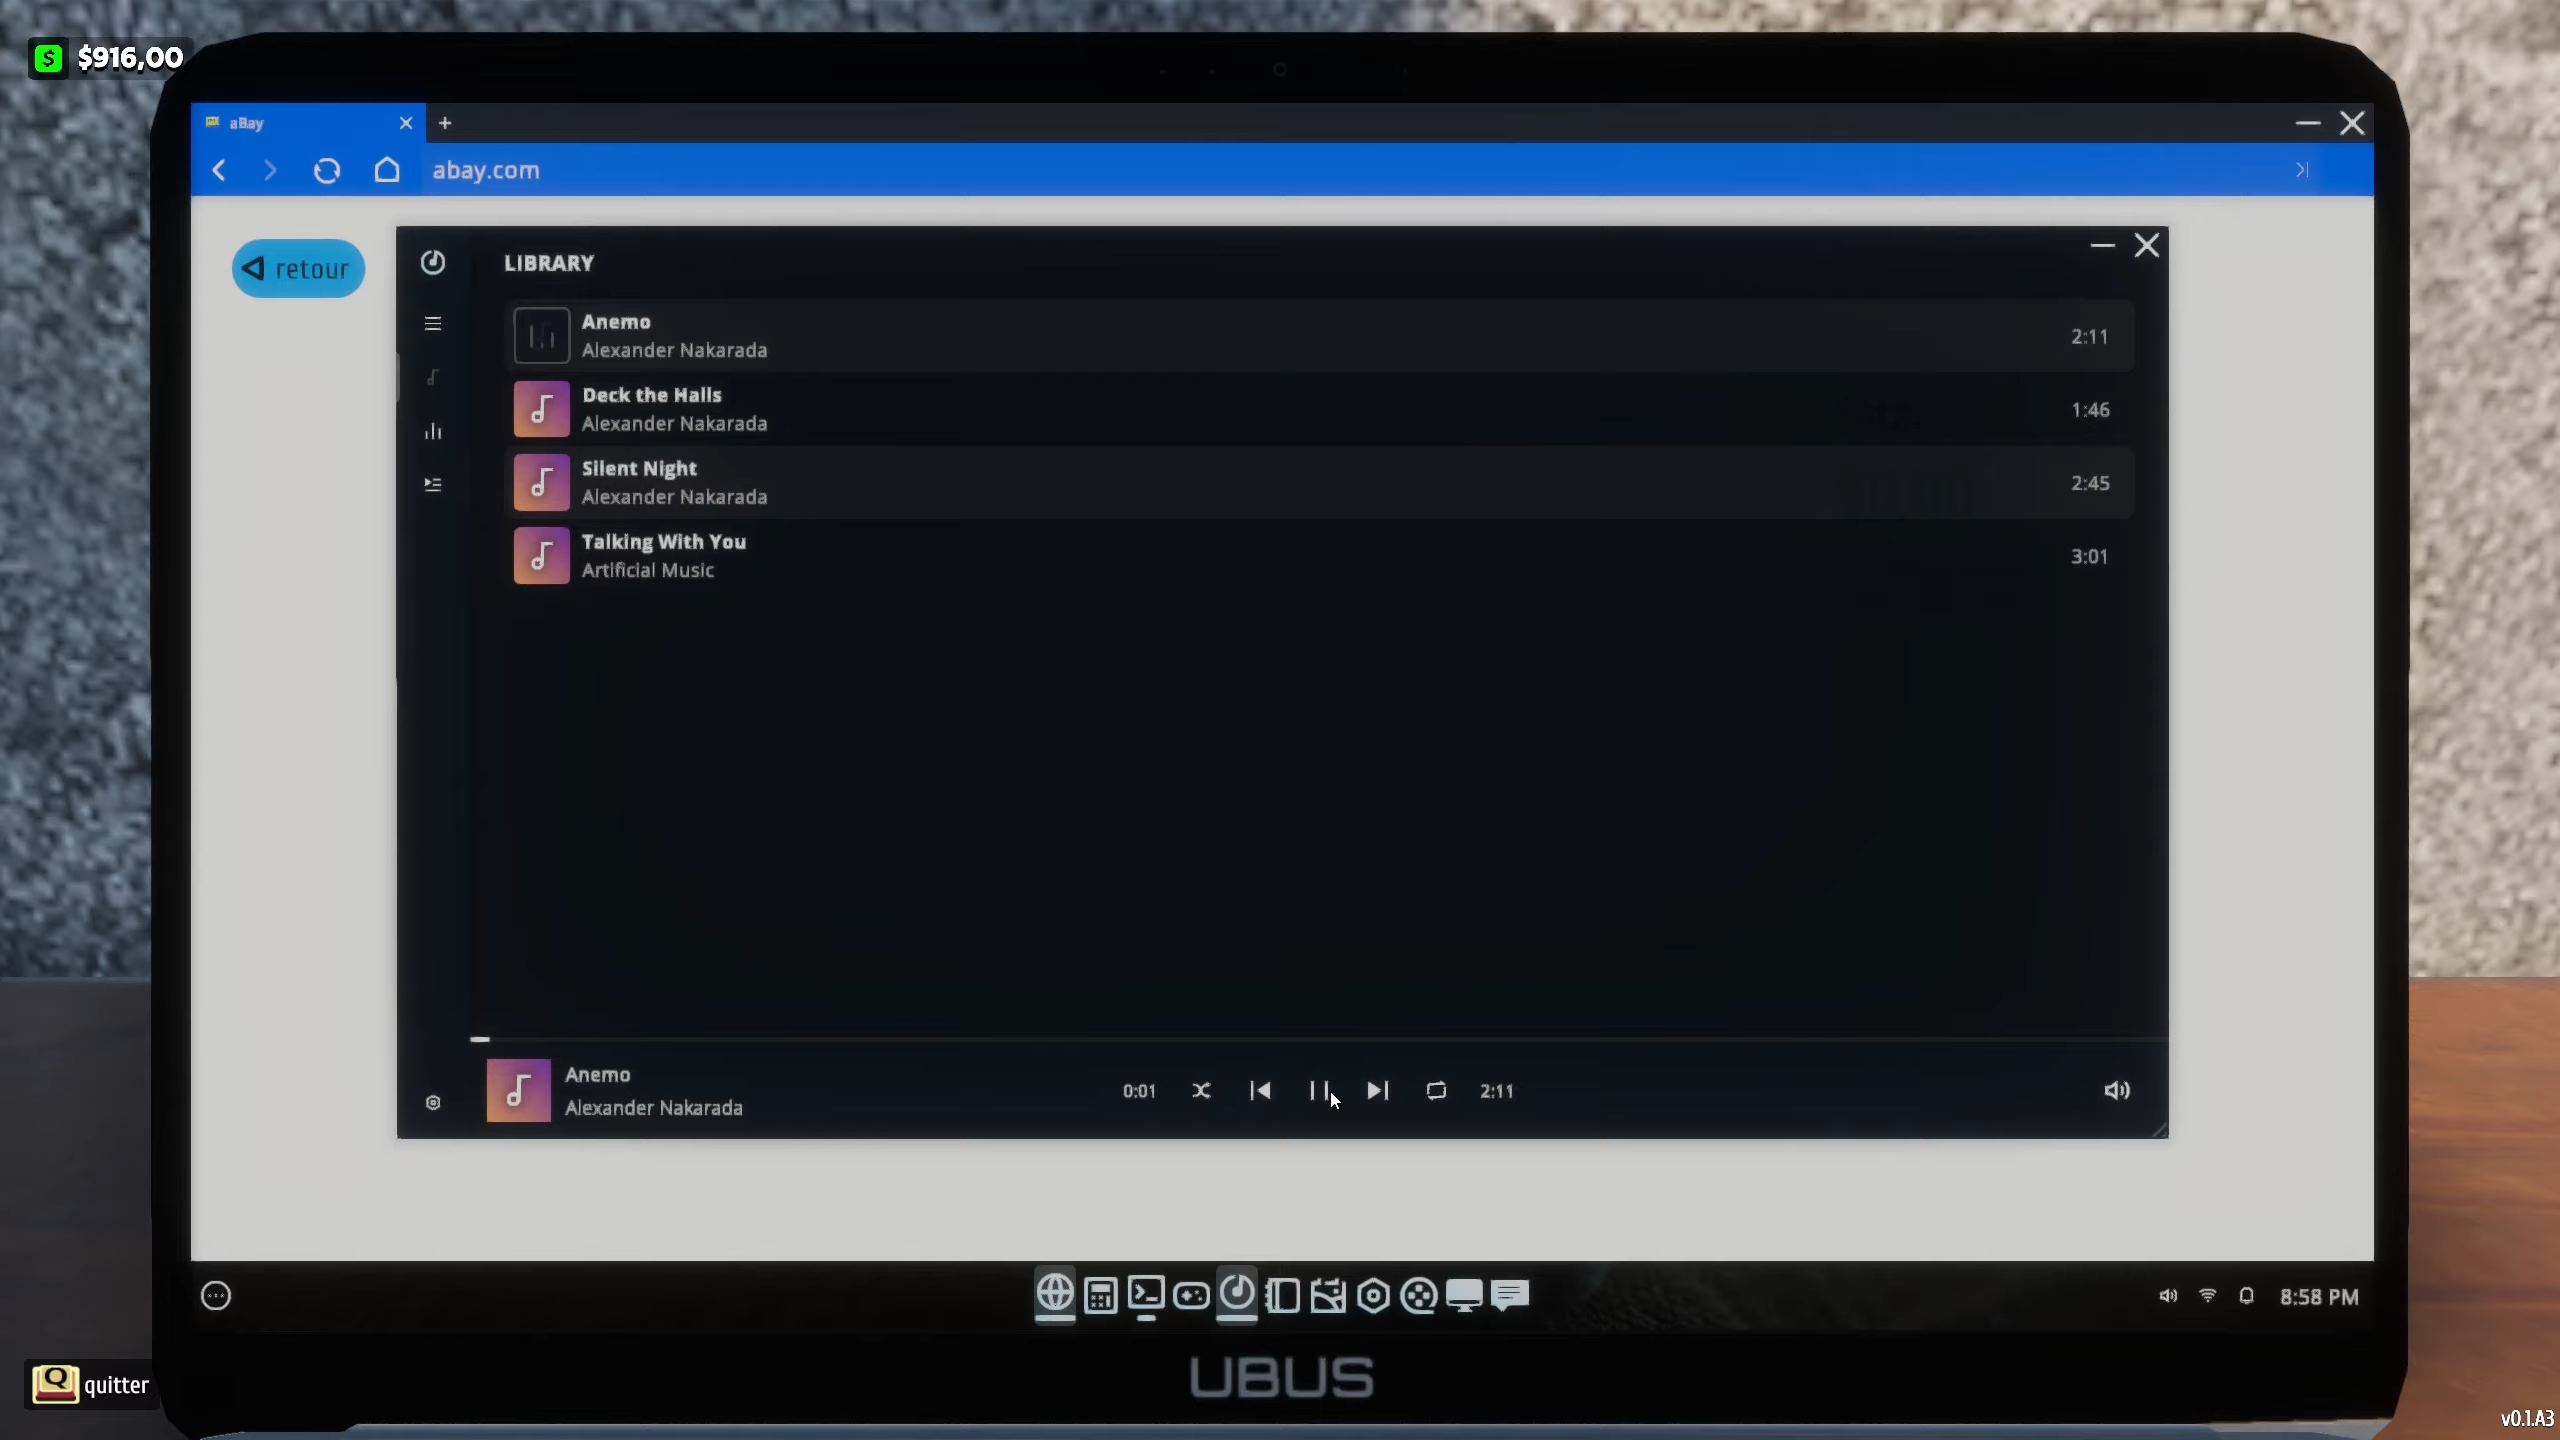 $916,00
aBay
abay.com
retour
LIBRARY
Anemo
Alexander Nakarada
2:11
Deck the Halls
Alexander Nakarada
1:46
Silent Night
Alexander Nakarada
2:45
Talking With You
Artificial Music
3:01
Anemo
Alexander Nakarada
0:01
2:11
8:58 PM
UBUS
Q quitter
v0.1.A3